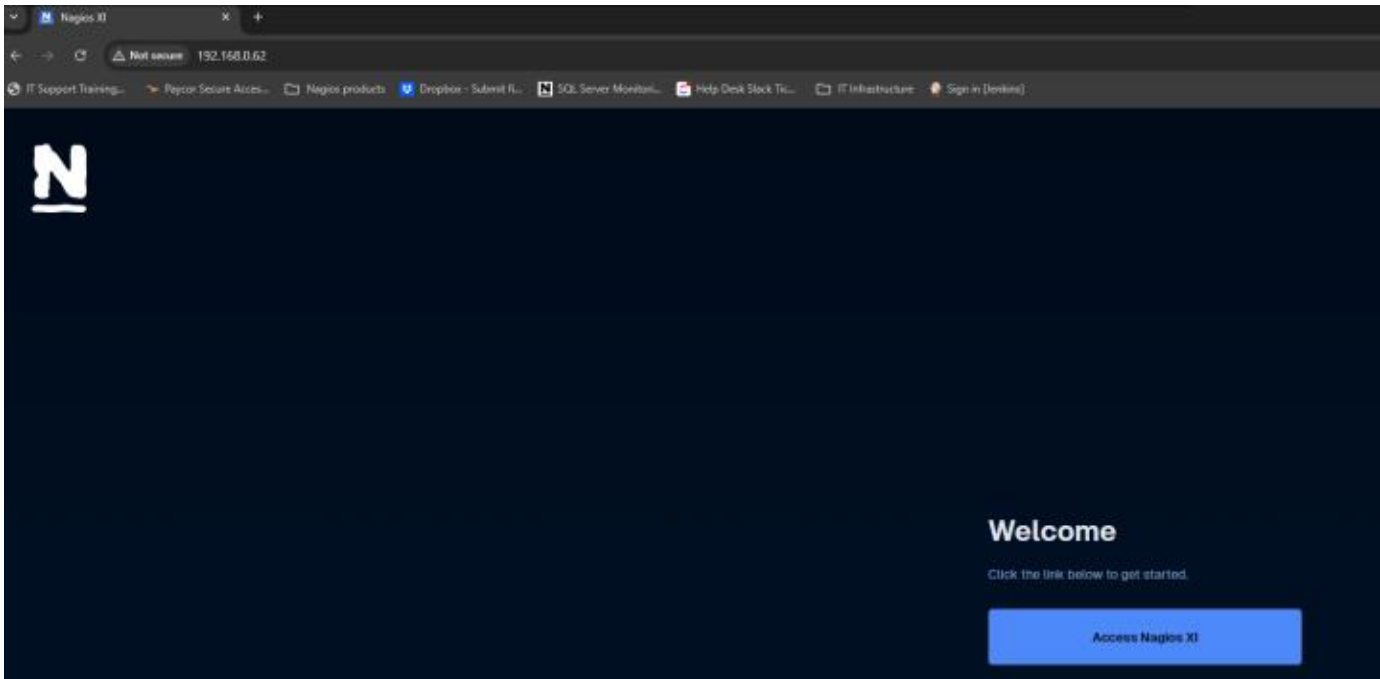 Nagios XI
Not secure 192.168.0.62
IT Support Training... Paycor Secure Acces... Nagios products Dropbox - Submit fi... SQL Server Monitori... Help Desk Slack Tic... IT Infrastructure Sign in [Jenkins]
N
Welcome
Click the link below to get started.
Access Nagios XI